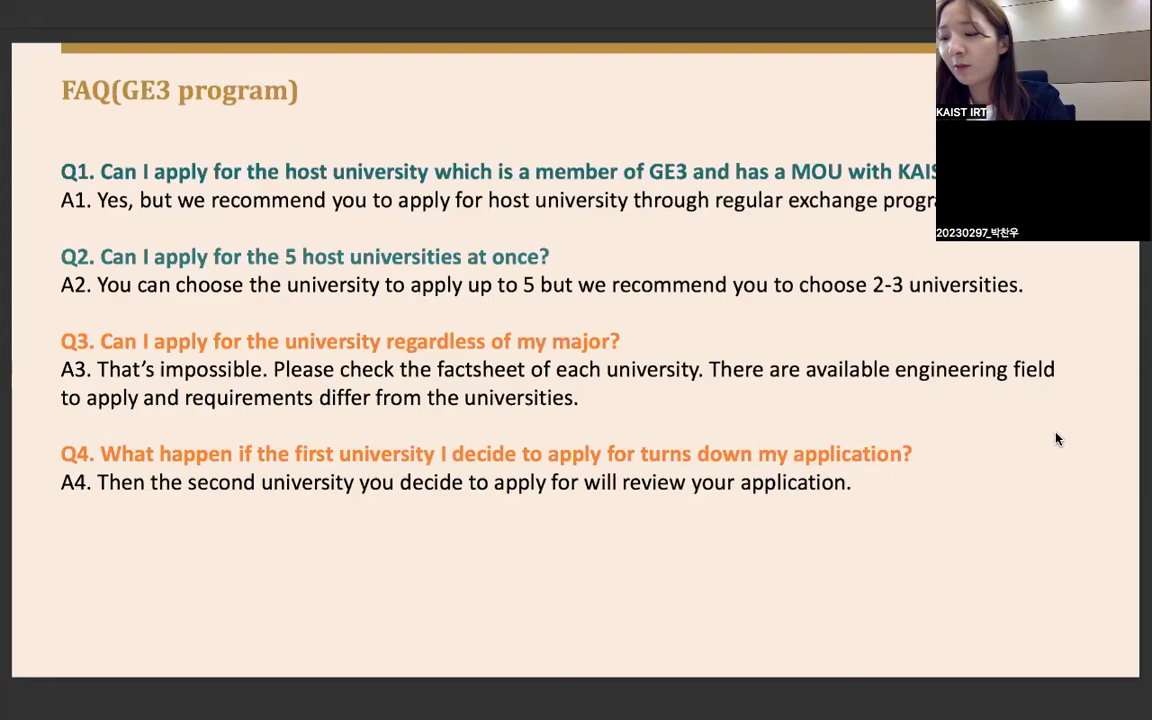 FAQ(GE3 program)
KAIST IRT
Q1. Can I apply for the host university which is a member of GE3 and has a MOU with
A1. Yes, but we recommend you to apply for host university through regular exchange
20230297_박찬우
Q2. Can I apply for the 5 host universities at once?
A2. You can choose the university to apply up to 5 but we recommend you to choose 2-3 universities.
Q3. Can I apply for the university regardless of my major?
A3. That's impossible. Please check the factsheet of each university. There are available engineering field
to apply and requirements differ from the universities.
Q4. What happen if the first university I decide to apply for turns down my application?
A4. Then the second university you decide to apply for will review your application.